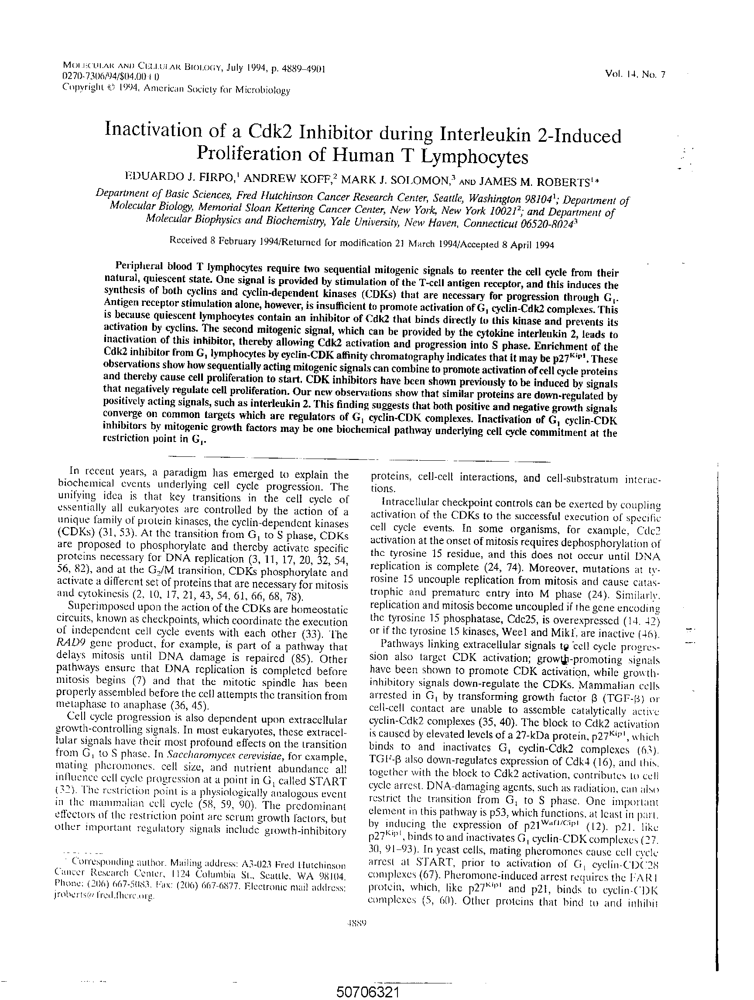 MOLECULAR AND CELLULAR BIOLOGY, July 1994, p. 4889–4901
Vol. 14, No. 7
0270-7306/94/$04.00+0
Copyright © 1994, American Society for Microbiology
Inactivation of a Cdk2 Inhibitor during Interleukin 2-Induced
Proliferation of Human T Lymphocytes
EDUARDO J. FIRPO,¹ ANDREW KOFF,² MARK J. SOLOMON,³ AND JAMES M. ROBERTS¹*
Department of Basic Sciences, Fred Hutchinson Cancer Research Center, Seattle, Washington 98104¹; Department of
Molecular Biology, Memorial Sloan Kettering Cancer Center, New York, New York 10021²; and Department of
Molecular Biophysics and Biochemistry, Yale University, New Haven, Connecticut 06520-8024³
Received 8 February 1994/Returned for modification 21 March 1994/Accepted 8 April 1994
Peripheral blood T lymphocytes require two sequential mitogenic signals to reenter the cell cycle from their
natural, quiescent state. One signal is provided by stimulation of the T-cell antigen receptor, and this induces the
synthesis of both cyclins and cyclin-dependent kinases (CDKs) that are necessary for progression through G₁.
Antigen receptor stimulation alone, however, is insufficient to promote activation of G₁ cyclin-Cdk2 complexes. This
is because quiescent lymphocytes contain an inhibitor of Cdk2 that binds directly to this kinase and prevents its
activation by cyclins. The second mitogenic signal, which can be provided by the cytokine interleukin 2, leads to
inactivation of this inhibitor, thereby allowing Cdk2 activation and progression into S phase. Enrichment of the
Cdk2 inhibitor from G₁ lymphocytes by cyclin-CDK affinity chromatography indicates that it may be p27ᴷⁱᵖ¹. These
observations show how sequentially acting mitogenic signals can combine to promote activation of cell cycle proteins
and thereby cause cell proliferation to start. CDK inhibitors have been shown previously to be induced by signals
that negatively regulate cell proliferation. Our new observations show that similar proteins are down-regulated by
positively acting signals, such as interleukin 2. This finding suggests that both positive and negative growth signals
converge on common targets which are regulators of G₁ cyclin-CDK complexes. Inactivation of G₁ cyclin-CDK
inhibitors by mitogenic growth factors may be one biochemical pathway underlying cell cycle commitment at the
restriction point in G₁.
In recent years, a paradigm has emerged to explain the
biochemical events underlying cell cycle progression. The
unifying idea is that key transitions in the cell cycle of
essentially all eukaryotes are controlled by the action of a
unique family of protein kinases, the cyclin-dependent kinases
(CDKs) (31, 53). At the transition from G₁ to S phase, CDKs
are proposed to phosphorylate and thereby activate specific
proteins necessary for DNA replication (3, 11, 17, 20, 32, 54,
56, 82), and at the G₂/M transition, CDKs phosphorylate and
activate a different set of proteins that are necessary for mitosis
and cytokinesis (2, 10, 17, 21, 43, 54, 61, 66, 68, 78).
Superimposed upon the action of the CDKs are homeostatic
circuits, known as checkpoints, which coordinate the execution
of independent cell cycle events with each other (33). The
RAD9 gene product, for example, is part of a pathway that
delays mitosis until DNA damage is repaired (85). Other
pathways ensure that DNA replication is completed before
mitosis begins (7) and that the mitotic spindle has been
properly assembled before the cell attempts the transition from
metaphase to anaphase (36, 45).
Cell cycle progression is also dependent upon extracellular
growth-controlling signals. In most eukaryotes, these extracel-
lular signals have their most profound effects on the transition
from G₁ to S phase. In Saccharomyces cerevisiae, for example,
mating pheromones, cell size, and nutrient abundance all
influence cell cycle progression at a point in G₁ called START
(32). The restriction point is a physiologically analogous event
in the mammalian cell cycle (58, 59, 90). The predominant
effectors of the restriction point are serum growth factors, but
other important regulatory signals include growth-inhibitory
* Corresponding author. Mailing address: A3-023 Fred Hutchinson
Cancer Research Center, 1124 Columbia St., Seattle, WA 98104.
Phone: (206) 667-5083. Fax: (206) 667-6877. Electronic mail address:
jroberts@fred.fhcrc.org.
proteins, cell-cell interactions, and cell-substratum interac-
tions.
Intracellular checkpoint controls can be exerted by coupling
activation of the CDKs to the successful execution of specific
cell cycle events. In some organisms, for example, Cdc2
activation at the onset of mitosis requires dephosphorylation of
the tyrosine 15 residue, and this does not occur until DNA
replication is complete (24, 74). Moreover, mutations at ty-
rosine 15 uncouple replication from mitosis and cause catas-
trophic and premature entry into M phase (24). Similarly,
replication and mitosis become uncoupled if the gene encoding
the tyrosine 15 phosphatase, Cdc25, is overexpressed (14, 42)
or if the tyrosine 15 kinases, Wee1 and Mik1, are inactive (46).
Pathways linking extracellular signals to cell cycle progres-
sion also target CDK activation; growth-promoting signals
have been shown to promote CDK activation, while growth-
inhibitory signals down-regulate the CDKs. Mammalian cells
arrested in G₁ by transforming growth factor β (TGF-β) or
cell-cell contact are unable to assemble catalytically active
cyclin-Cdk2 complexes (35, 40). The block to Cdk2 activation
is caused by elevated levels of a 27-kDa protein, p27ᴷⁱᵖ¹, which
binds to and inactivates G₁ cyclin-Cdk2 complexes (63).
TGF-β also down-regulates expression of Cdk4 (16), and this,
together with the block to Cdk2 activation, contributes to cell
cycle arrest. DNA-damaging agents, such as radiation, can also
restrict the transition from G₁ to S phase. One important
element in this pathway is p53, which functions, at least in part,
by inducing the expression of p21ᵂᵃᶠ¹/ᶜⁱᵖ¹ (12). p21, like
p27ᴷⁱᵖ¹, binds to and inactivates G₁ cyclin-CDK complexes (27,
30, 91–93). In yeast cells, mating pheromones cause cell cycle
arrest at START, prior to activation of G₁ cyclin-CDC28
complexes (67). Pheromone-induced arrest requires the FAR1
protein, which, like p27ᴷⁱᵖ¹ and p21, binds to cyclin-CDK
complexes (5, 60). Other proteins that bind to and inhibit
4889
50706321